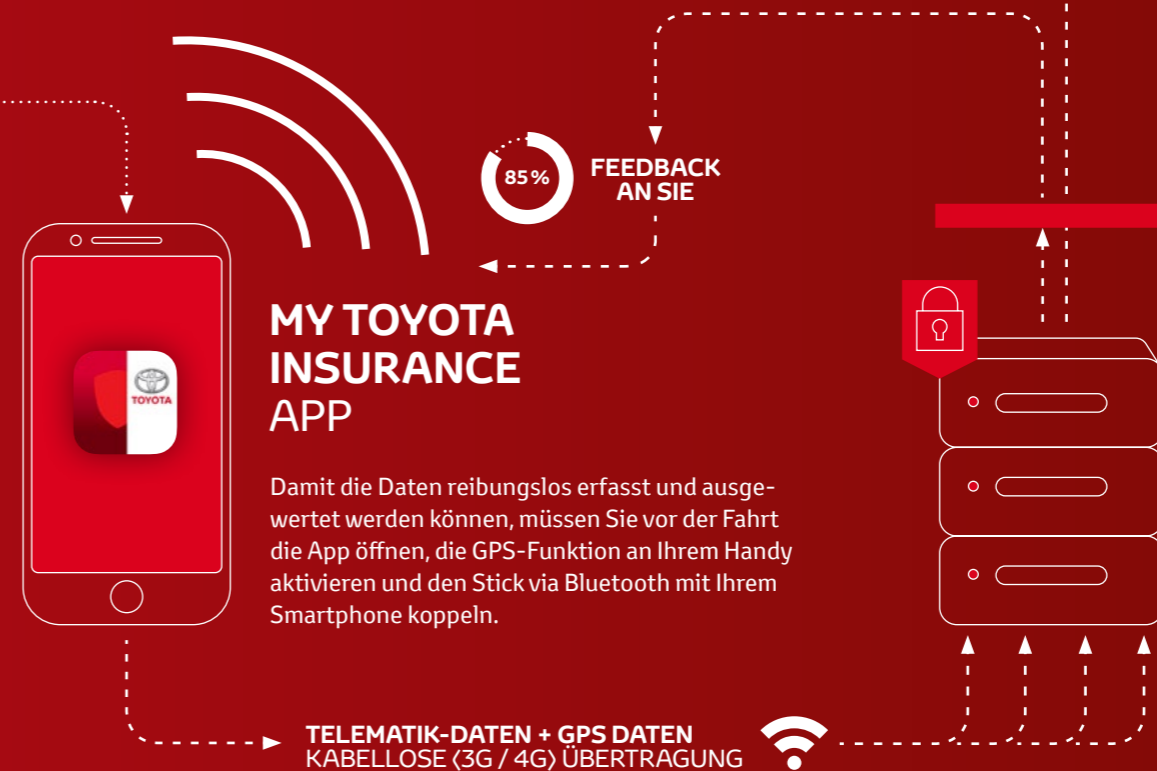 85%
FEEDBACK
AN SIE
MY TOYOTA
INSURANCE
APP
TOYOTA
Damit die Daten reibungslos erfasst und ausge-
wertet werden können, müssen Sie vor der Fahrt
die App öffnen, die GPS-Funktion an Ihrem Handy
aktivieren und den Stick via Bluetooth mit Ihrem
Smartphone koppeln.
TELEMATIK-DATEN + GPS DATEN
KABELLOSE (3G / 4G) ÜBERTRAGUNG